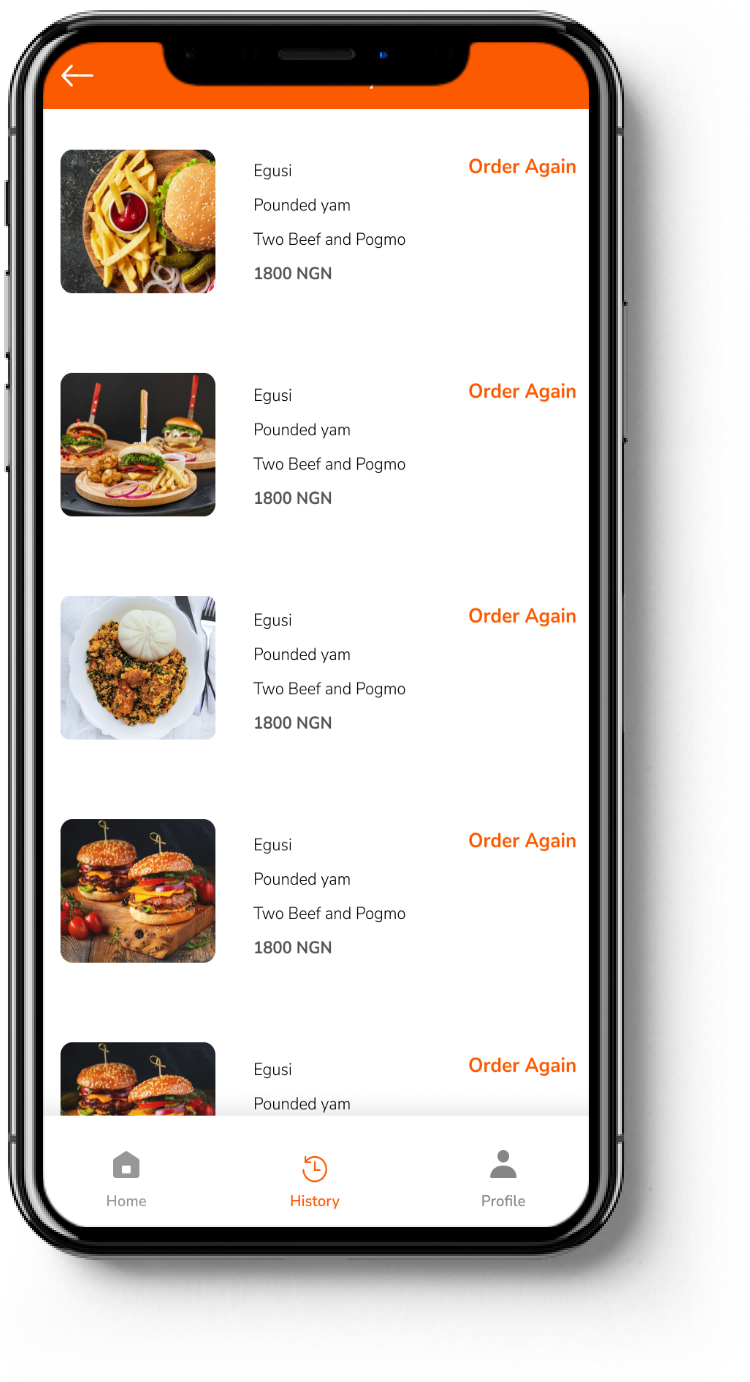 Egusi
Order Again
Pounded yam
Two Beef and Pogmo
1800 NGN
Egusi
Order Again
Pounded yam
Two Beef and Pogmo
1800 NGN
Egusi
Order Again
Pounded yam
Two Beef and Pogmo
1800 NGN
Egusi
Order Again
Pounded yam
Two Beef and Pogmo
1800 NGN
Egusi
Order Again
Pounded yam
Home
History
Profile